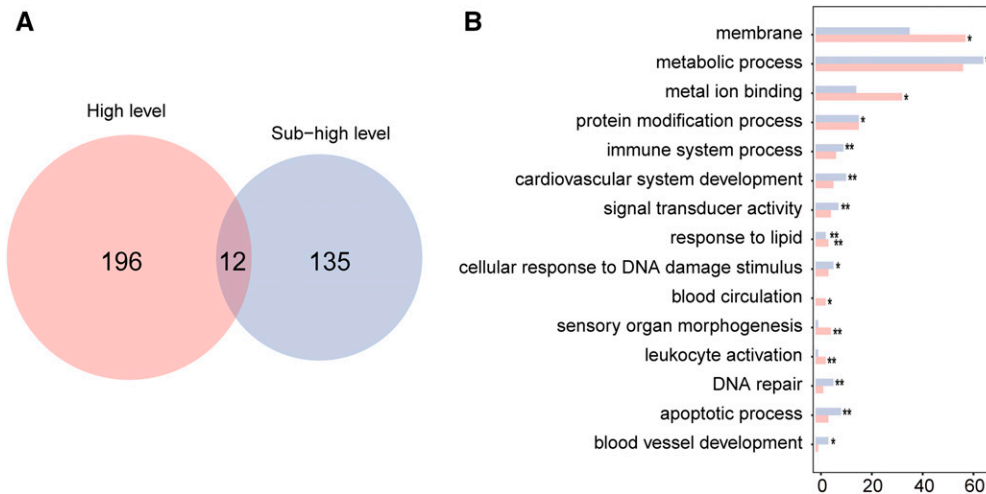 A
High level
Sub-high level
196
12
135
B
membrane *
metabolic process
metal ion binding *
protein modification process *
immune system process **
cardiovascular system development **
signal transducer activity **
response to lipid ** **
cellular response to DNA damage stimulus *
blood circulation *
sensory organ morphogenesis **
leukocyte activation **
DNA repair **
apoptotic process **
blood vessel development *
0 20 40 60